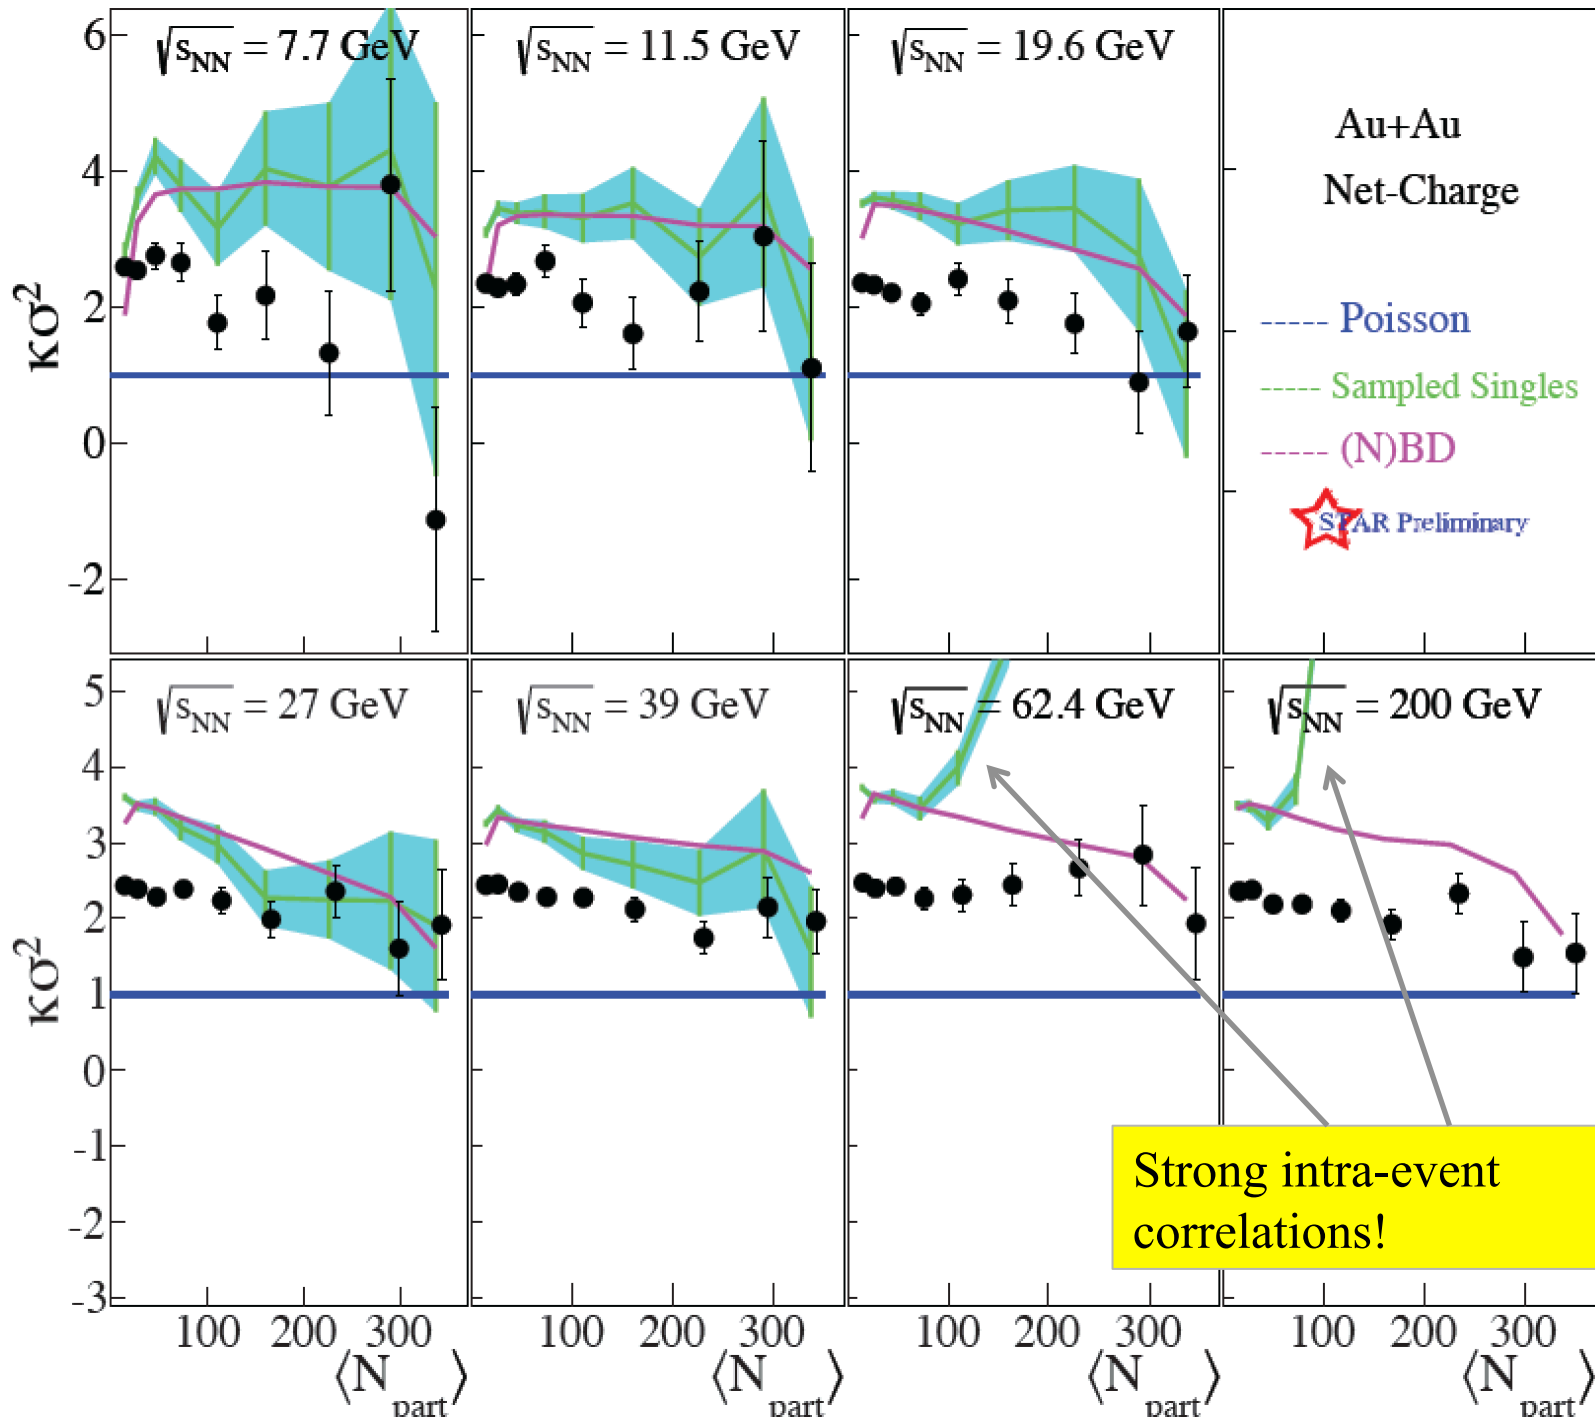 √sNN = 7.7 GeV
√sNN = 11.5 GeV
√sNN = 19.6 GeV
Au+Au
Net-Charge
Poisson
Sampled Singles
(N)BD
STAR Preliminary
κσ²
6
4
2
0
-2
√sNN = 27 GeV
√sNN = 39 GeV
√sNN = 62.4 GeV
√sNN = 200 GeV
κσ²
5
4
3
2
1
0
-1
-2
-3
Strong intra-event
correlations!
100 200 300
100 200 300
100 200 300
100 200 300
⟨Npart⟩
⟨Npart⟩
⟨Npart⟩
⟨Npart⟩